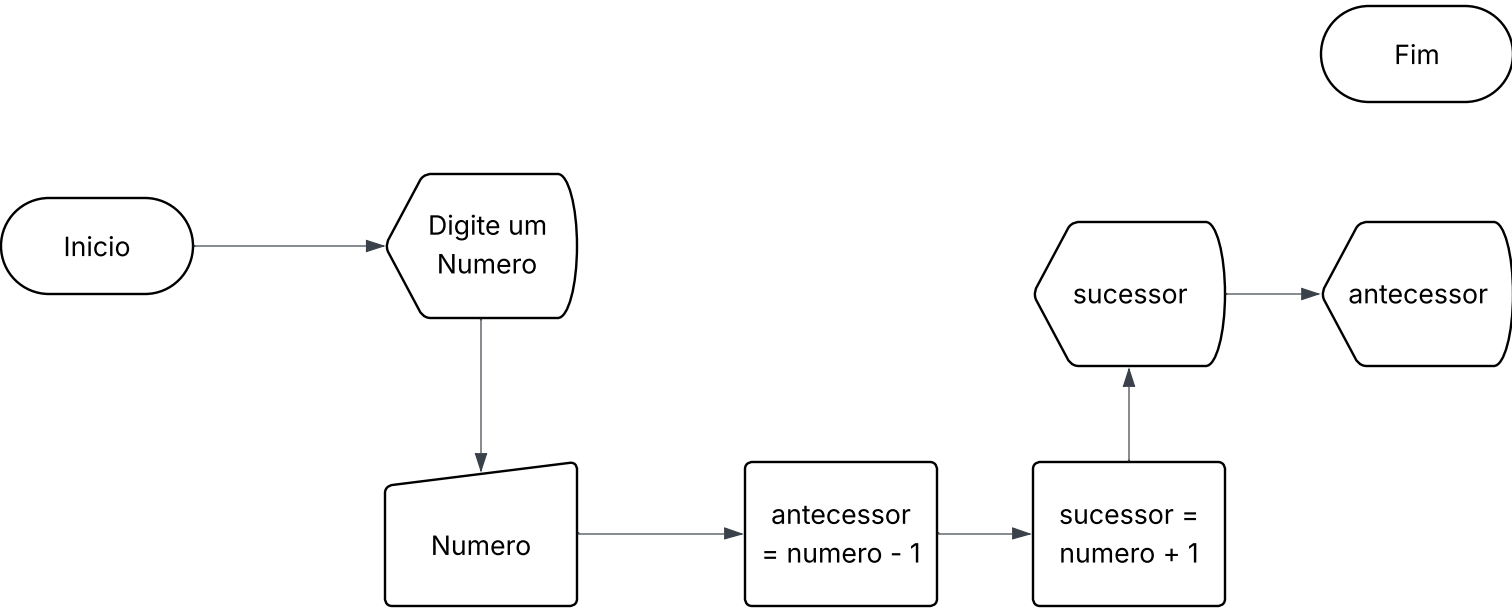 Fim
Inicio
Digite um
Numero
sucessor
antecessor
Numero
antecessor
= numero - 1
sucessor =
numero + 1